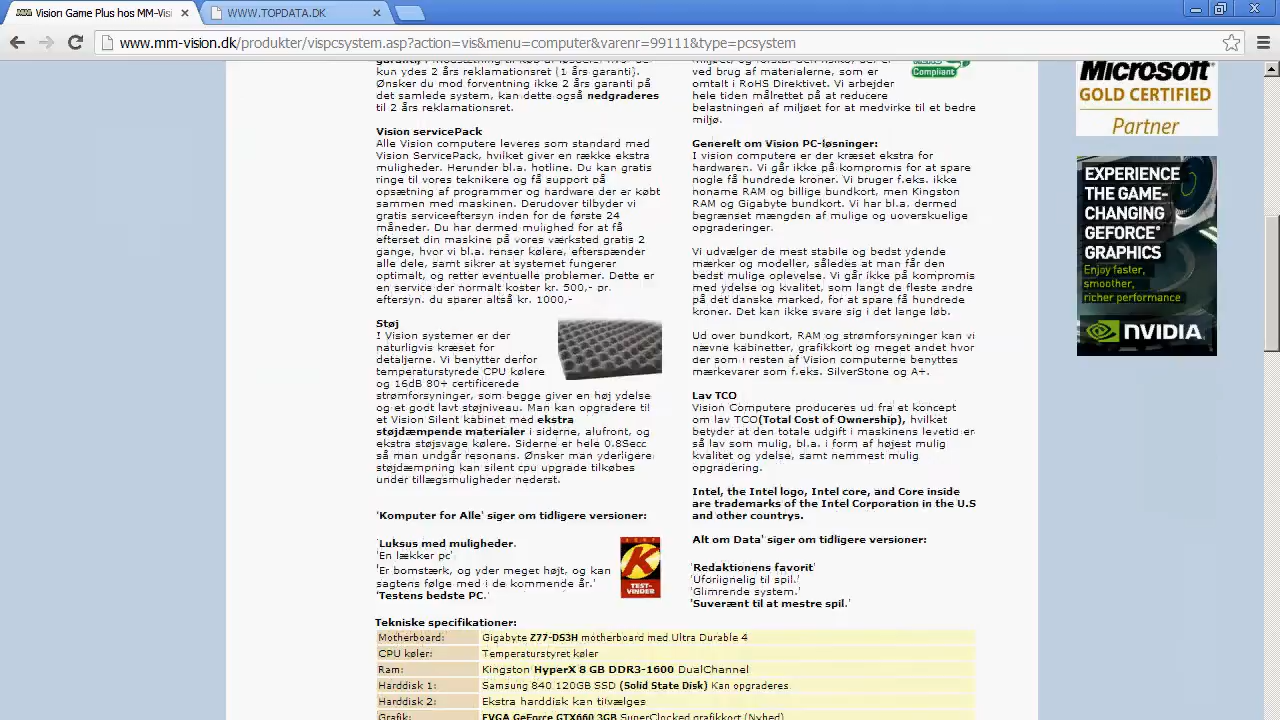 Vision Game Plus hos MM-Visi
WWW.TOPDATA.DK
www.mm-vision.dk/produkter/vispcsystem.asp?action=vis&menu=computer&varenr=99111&type=pcsystem
kun ydes 2 års reklamationsret (1 års garanti).
Ønsker du mod forventning ikke 2 års garanti på
det samlede system, kan dette også nedgraderes
til 2 års reklamationsret.
Vision servicePack
Alle Vision computere leveres som standard med
Vision ServicePack, hvilket giver en række ekstra
muligheder. Herunder bl.a. hotline. Du kan gratis
ringe til vores teknikere og få support på
opsætning af programmer og hardware der er købt
sammen med maskinen. Derudover tilbyder vi
gratis serviceeftersyn inden for de første 24
måneder. Du har dermed mulighed for at få
efterset din maskine på vores værksted gratis 2
gange, hvor vi bl.a. renser kølere, efterspænder
alle dele, samt sikrer at systemet fungerer
optimalt, og retter eventuelle problemer. Dette er
en service der normalt koster kr. 500,- pr.
eftersyn. du sparer altså kr. 1000,-
Støj
I Vision systemer er der
naturligvis kræset for
detaljerne. Vi benytter derfor
temperaturstyrede CPU kølere
og 16dB 80+ certificerede
strømforsyninger, som begge giver en høj ydelse
og et godt lavt støjniveau. Man kan opgradere til
et Vision Silent kabinet med ekstra
støjdæmpende materialer i siderne, alufront, og
ekstra støjsvage kølere. Siderne er hele 0.8Secc
så man undgår resonans. Ønsker man yderligere
støjdæmpning kan silent cpu upgrade tilkøbes
under tillægsmuligheder nederst.
'Komputer for Alle' siger om tidligere versioner:
'Luksus med muligheder.
'En lækker pc'
'Er bomstærk, og yder meget højt, og kan
sagtens følge med i de kommende år.'
'Testens bedste PC.'
K
TEST-
VINDER
ved brug af materialerne, som er
omtalt i RoHS Direktivet. Vi arbejder
hele tiden målrettet på at reducere
belastningen af miljøet for at medvirke til et bedre
miljø.
Compliant
Generelt om Vision PC-løsninger:
I vision computere er der kræset ekstra for
hardwaren. Vi går ikke på kompromis for at spare
nogle få hundrede kroner. Vi bruger f.eks. ikke
noname RAM og billige bundkort, men Kingston
RAM og Gigabyte bundkort. Vi har bl.a. dermed
begrænset mængden af mulige og uoverskuelige
opgraderinger.
Vi udvælger de mest stabile og bedst ydende
mærker og modeller, således at man får den
bedst mulige oplevelse. Vi går ikke på kompromis
med ydelse og kvalitet, som langt de fleste andre
på det danske marked, for at spare få hundrede
kroner. Det kan ikke svare sig i det lange løb.
Ud over bundkort, RAM og strømforsyninger kan vi
nævne kabinetter, grafikkort og meget andet hvor
der som i resten af Vision computerne benyttes
mærkevarer som f.eks. SilverStone og A+.
Lav TCO
Vision Computere produceres ud fra et koncept
om lav TCO(Total Cost of Ownership), hvilket
betyder at den totale udgift i maskinens levetid er
så lav som mulig, bl.a. i form af højest mulig
kvalitet og ydelse, samt nemmest mulig
opgradering.
Intel, the Intel logo, Intel core, and Core inside
are trademarks of the Intel Corporation in the U.S
and other countrys.
Alt om Data' siger om tidligere versioner:
'Redaktionens favorit'
'Uforlignelig til spil.'
'Glimrende system.'
'Suverænt til at mestre spil.'
Tekniske specifikationer:
Motherboard: Gigabyte Z77-DS3H motherboard med Ultra Durable 4
CPU køler: Temperaturstyret køler
Ram: Kingston HyperX 8 GB DDR3-1600 DualChannel
Harddisk 1: Samsung 840 120GB SSD (Solid State Disk) Kan opgraderes
Harddisk 2: Ekstra harddisk kan tilvælges
Grafik: EVGA GeForce GTX660 3GB SuperClocked grafikkort (Nyhed)
Microsoft
GOLD CERTIFIED
Partner
EXPERIENCE
THE GAME-
CHANGING
GEFORCE®
GRAPHICS
Enjoy faster,
smoother,
richer performance
NVIDIA